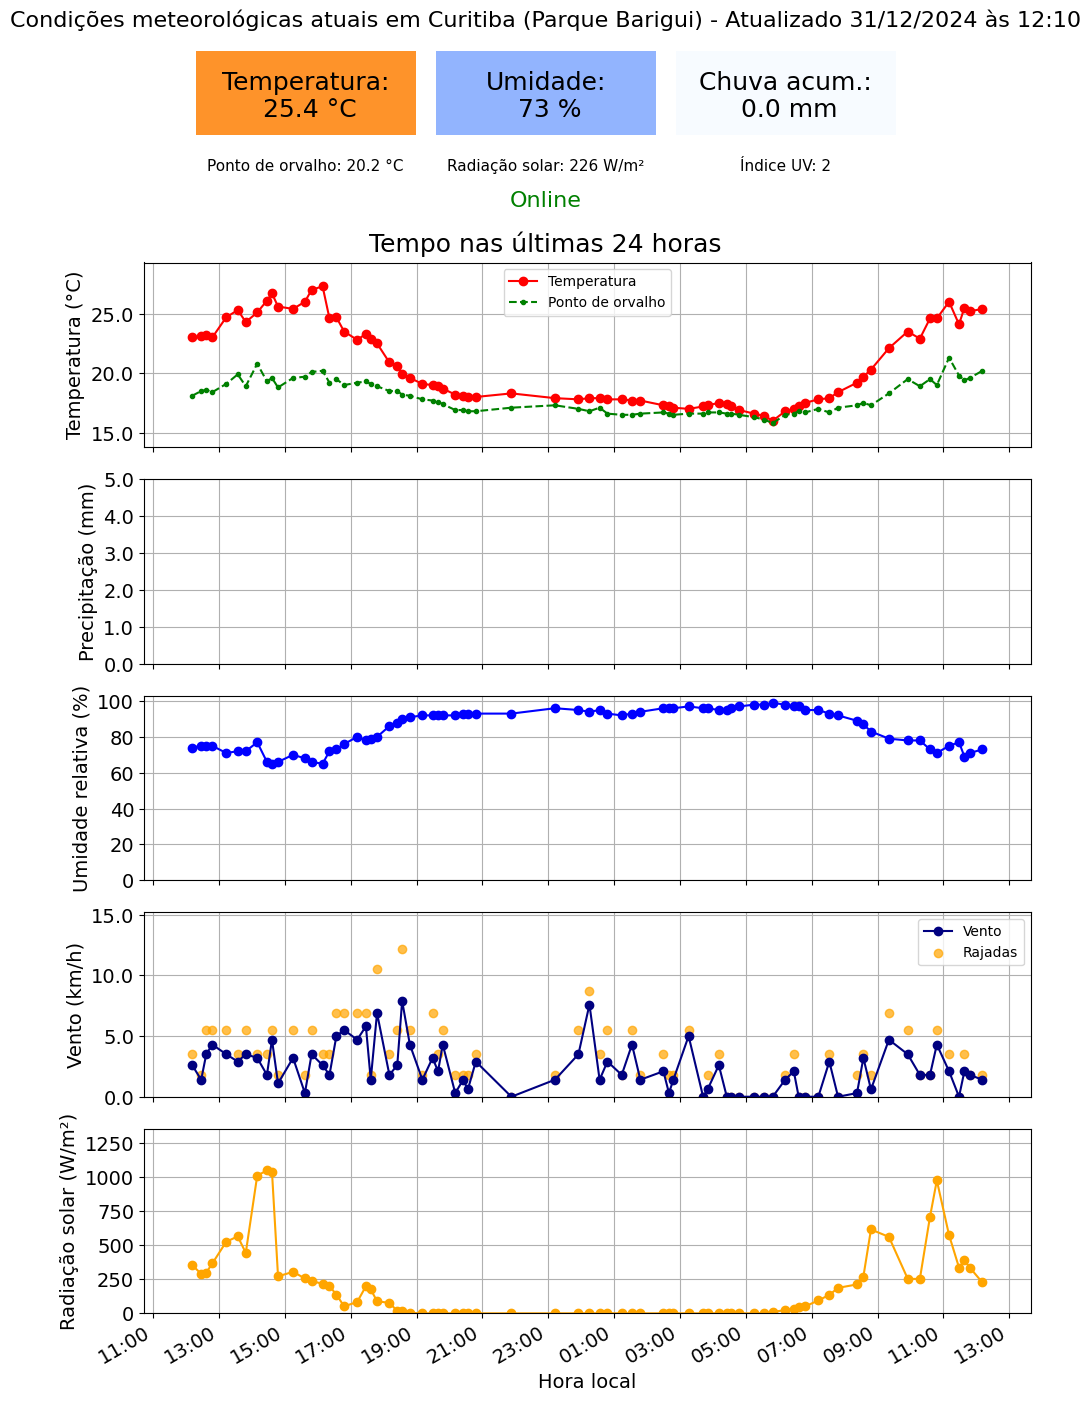 Condições meteorológicas atuais em Curitiba (Parque Barigui) - Atualizado 31/12/2024 às 12:10
Temperatura:
25.4 °C
Umidade:
73 %
Chuva acum.:
0.0 mm
Ponto de orvalho: 20.2 °C
Radiação solar: 226 W/m²
Índice UV: 2
Online
Tempo nas últimas 24 horas
Temperatura (°C)
25.0
20.0
15.0
Temperatura
Ponto de orvalho
Precipitação (mm)
5.0
4.0
3.0
2.0
1.0
0.0
Umidade relativa (%)
100
80
60
40
20
0
Vento (km/h)
15.0
10.0
5.0
0.0
Vento
Rajadas
Radiação solar (W/m²)
1250
1000
750
500
250
0
11:00
13:00
15:00
17:00
19:00
21:00
23:00
01:00
03:00
05:00
07:00
09:00
11:00
13:00
Hora local